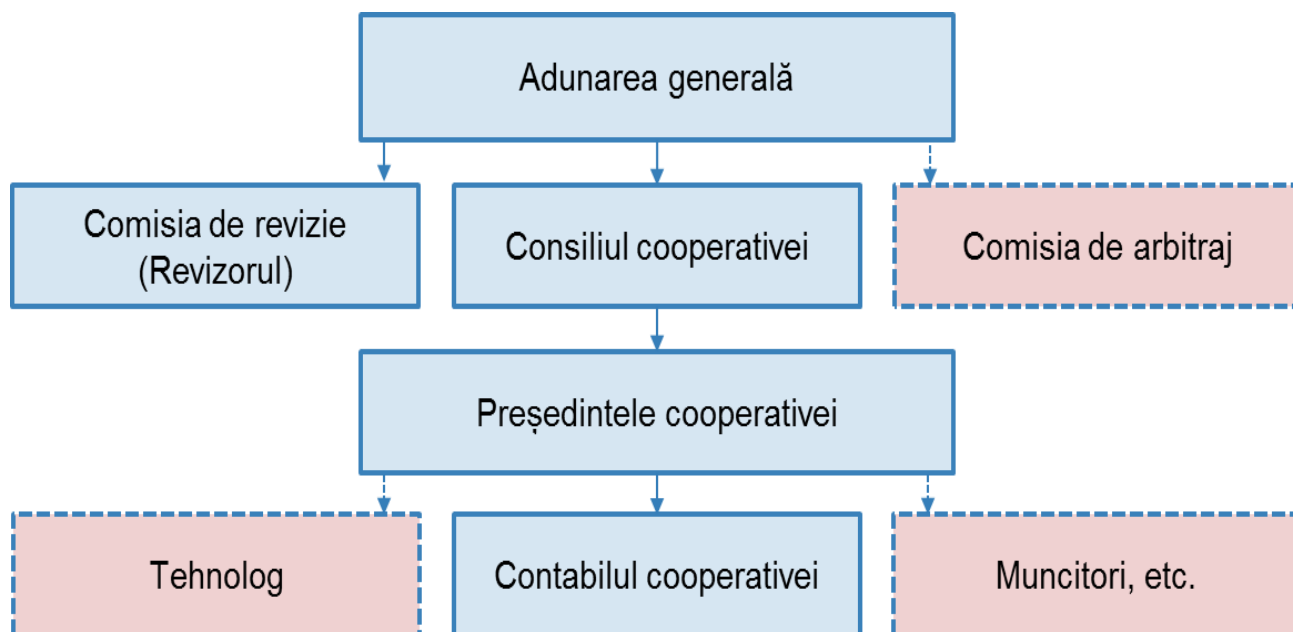 Adunarea generală
Comisia de revizie
(Revizorul)
Consiliul cooperativei
Comisia de arbitraj
Președintele cooperativei
Tehnolog
Contabilul cooperativei
Muncitori, etc.